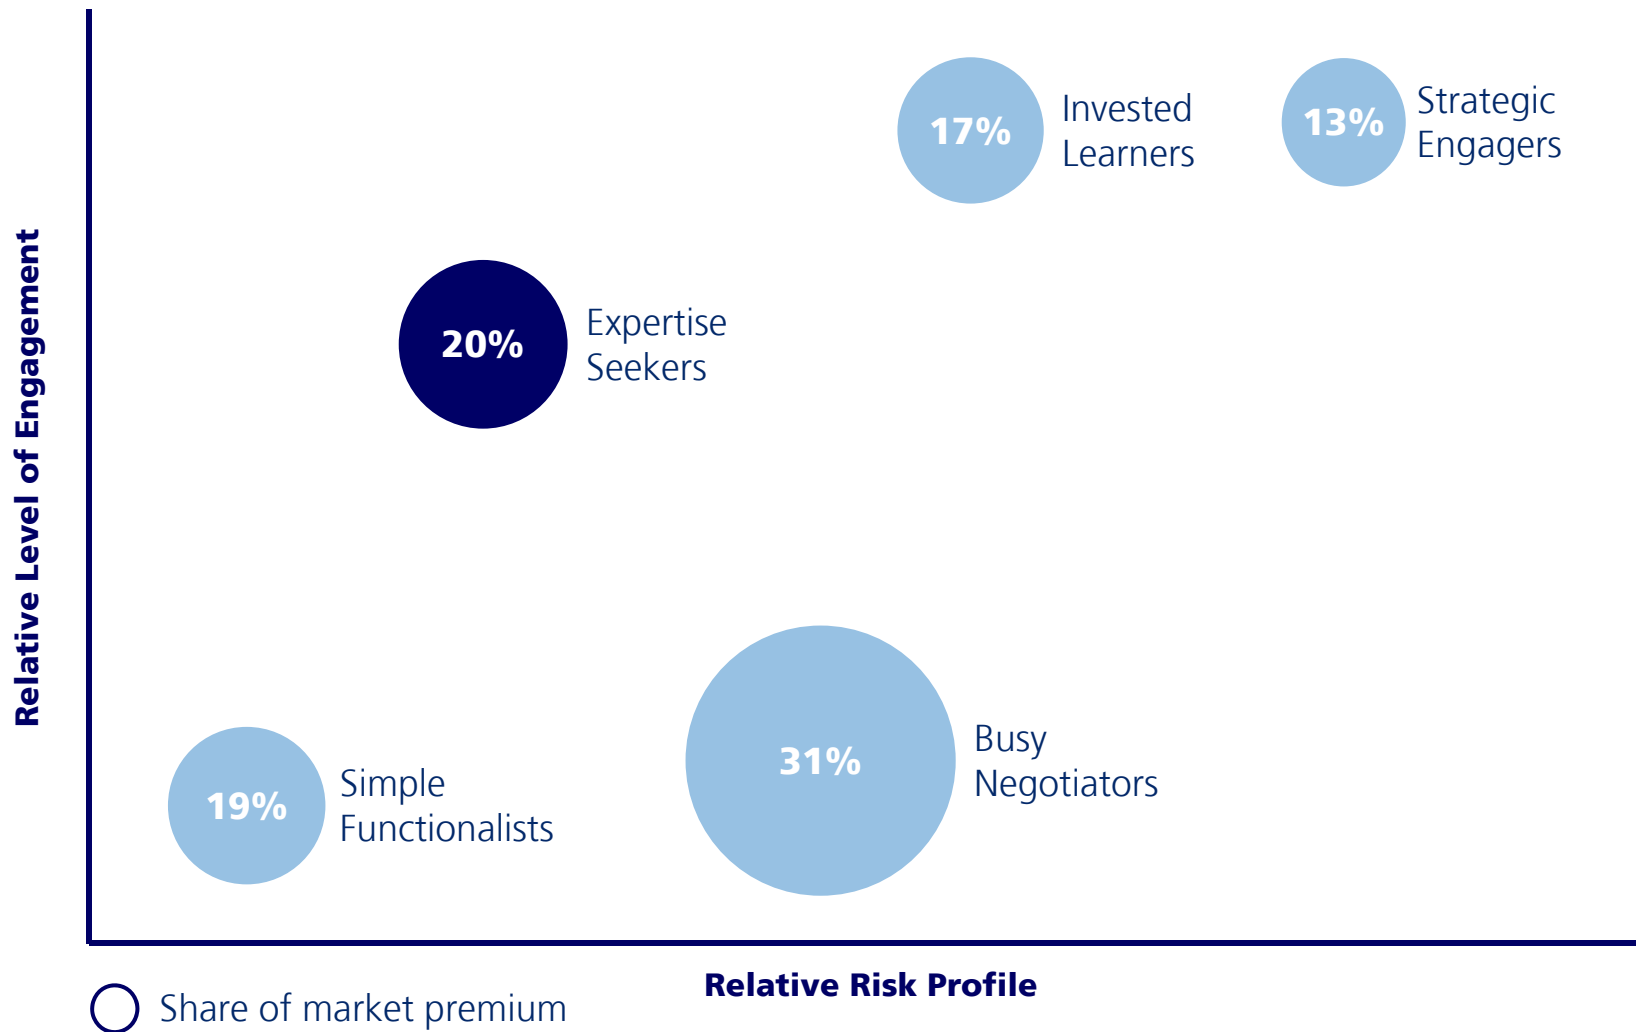 Relative Level of Engagement
17%
Invested
Learners
13%
Strategic
Engagers
20%
Expertise
Seekers
31%
Busy
Negotiators
19%
Simple
Functionalists
Relative Risk Profile
Share of market premium